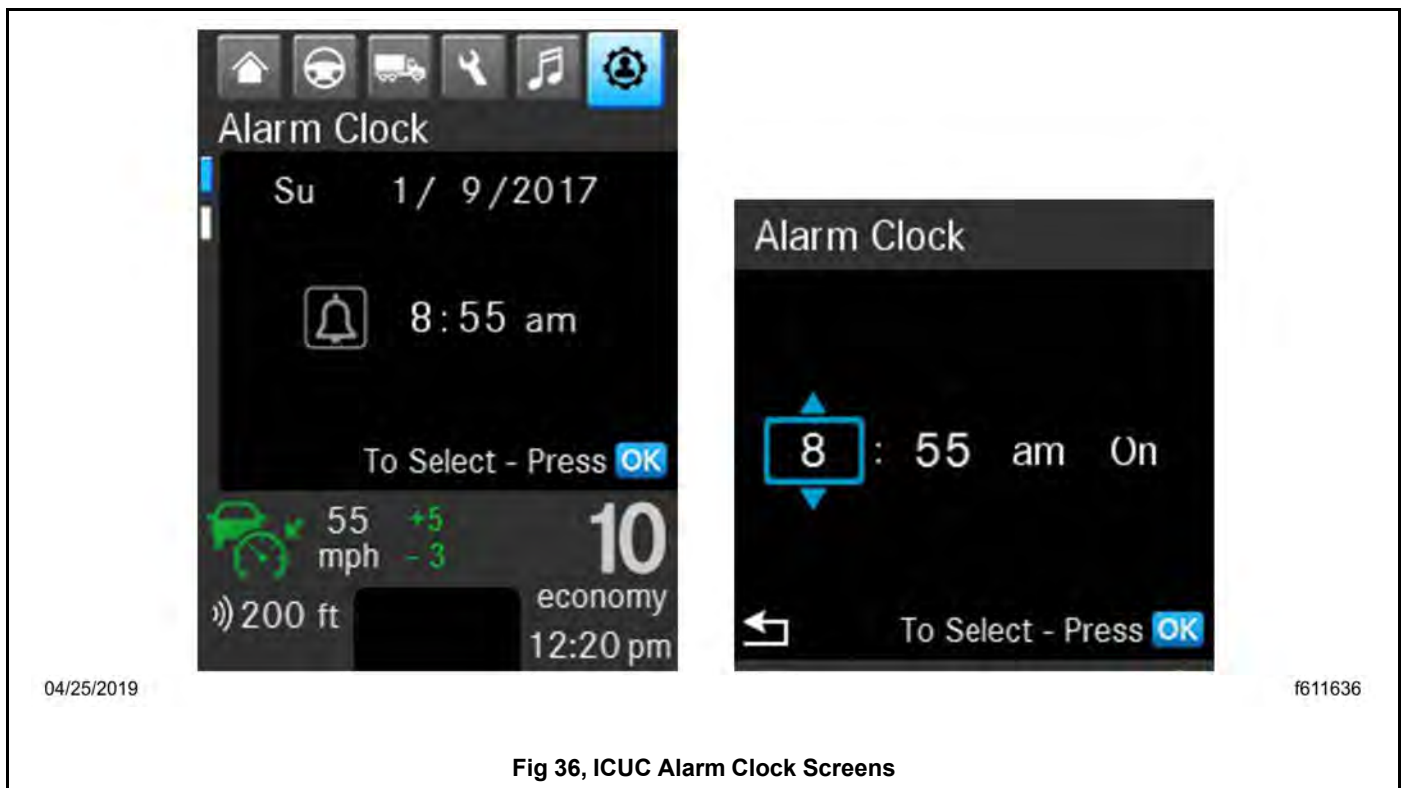 Alarm Clock
Su 1/ 9/2017
8:55 am
To Select - Press OK
55 +5
mph - 3
10
economy
200 ft
12:20 pm
Alarm Clock
8 : 55 am On
To Select - Press OK
04/25/2019
f611636
Fig 36, ICUC Alarm Clock Screens